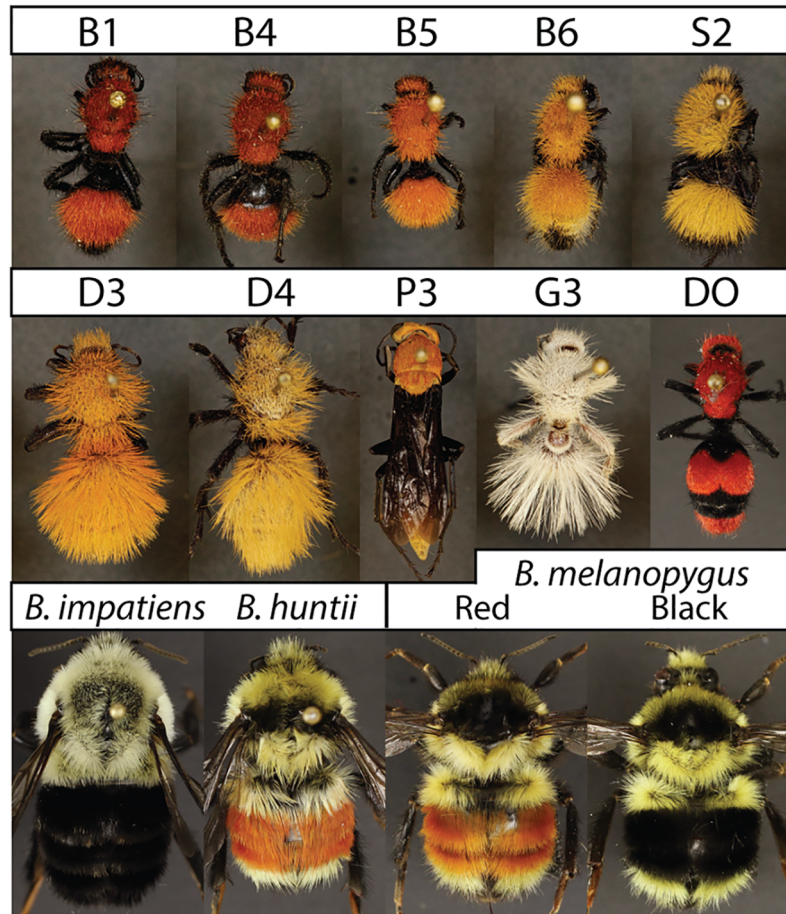 B1 B4 B5 B6 S2
D3 D4 P3 G3 DO
B. melanopygus
B. impatiens B. huntii Red Black